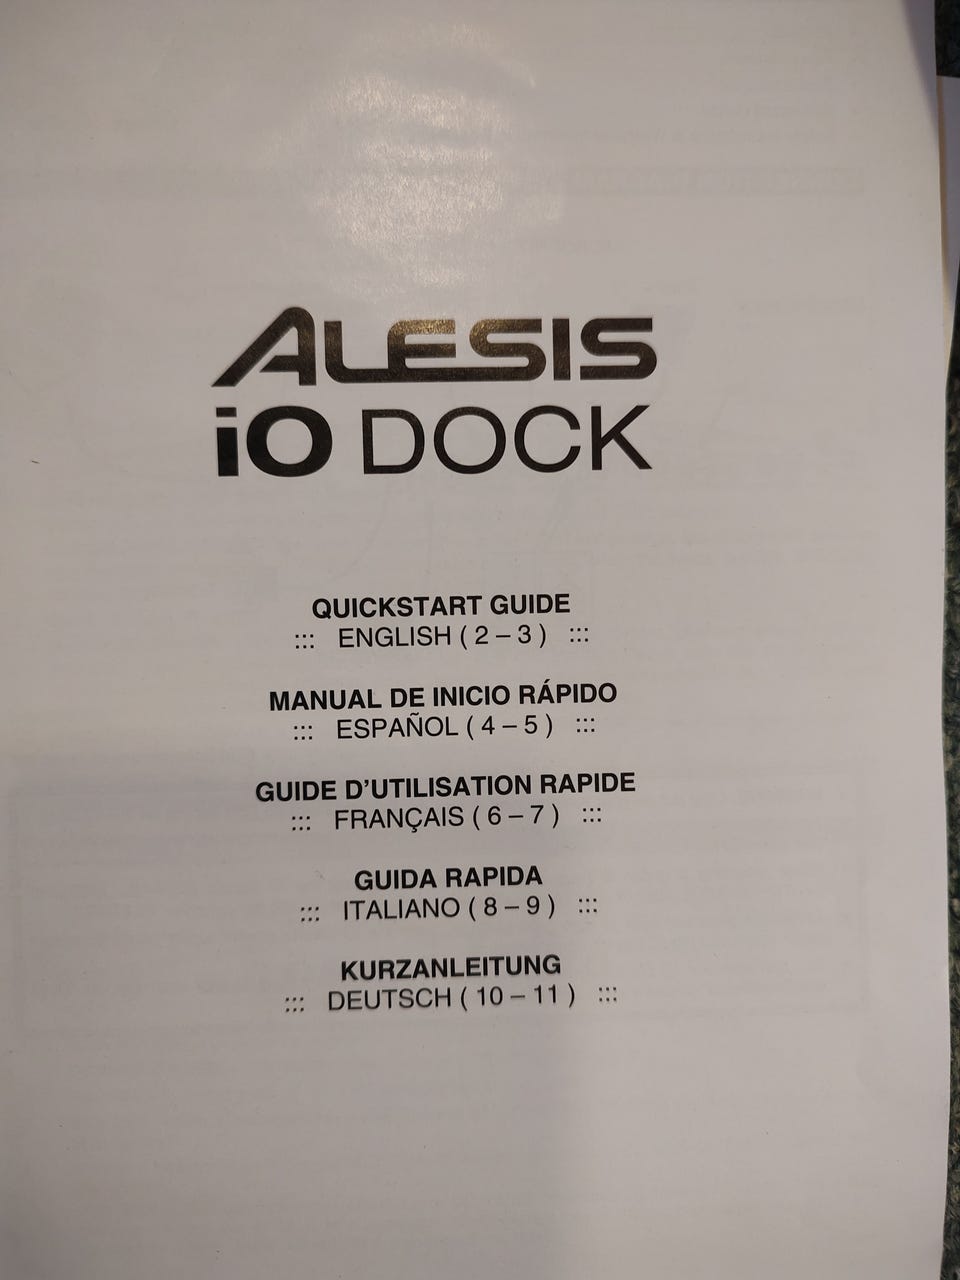 ALESIS
iO DOCK
QUICKSTART GUIDE
::: ENGLISH ( 2 – 3 ) :::
MANUAL DE INICIO RÁPIDO
::: ESPAÑOL ( 4 – 5 ) :::
GUIDE D’UTILISATION RAPIDE
::: FRANÇAIS ( 6 – 7 ) :::
GUIDA RAPIDA
::: ITALIANO ( 8 – 9 ) :::
KURZANLEITUNG
::: DEUTSCH ( 10 – 11 ) :::